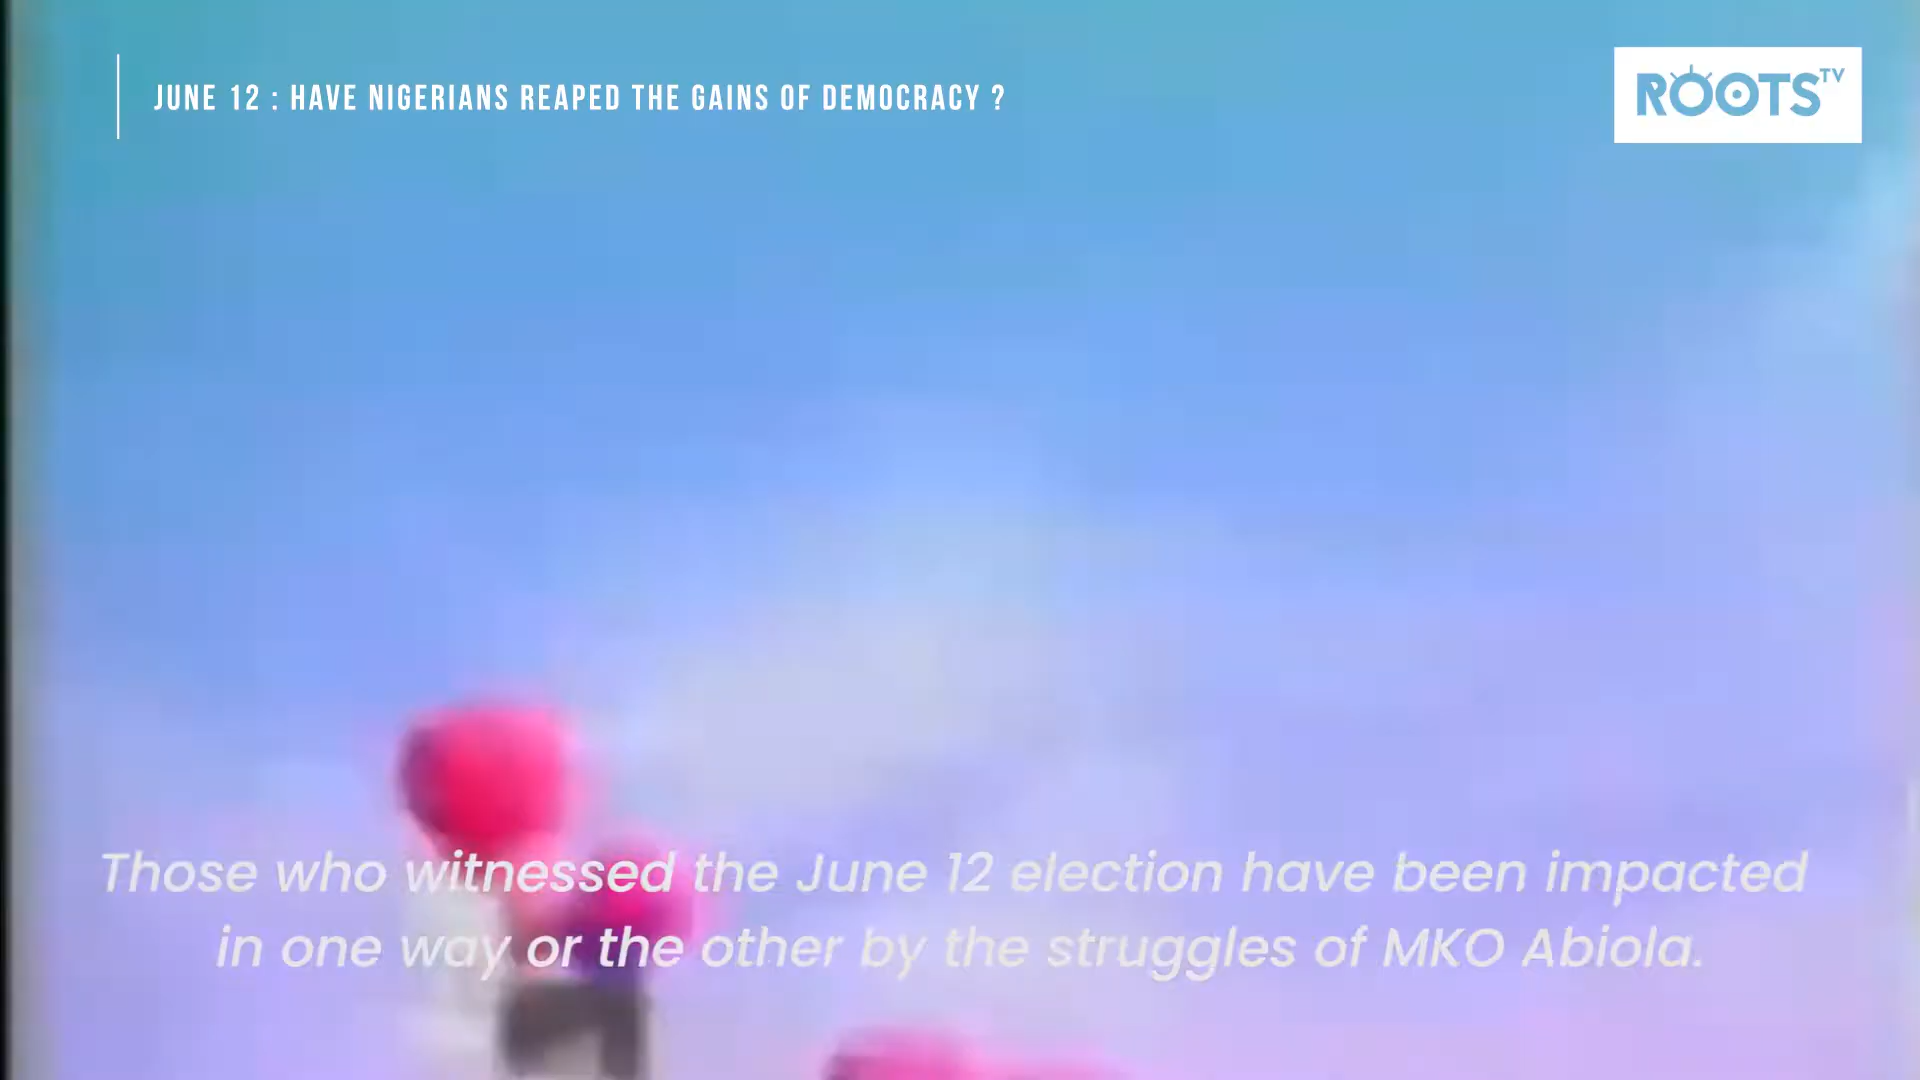 JUNE 12 : HAVE NIGERIANS REAPED THE GAINS OF DEMOCRACY ?
ROOTS TV
Those who witnessed the June 12 election have been impacted
in one way or the other by the struggles of MKO Abiola.